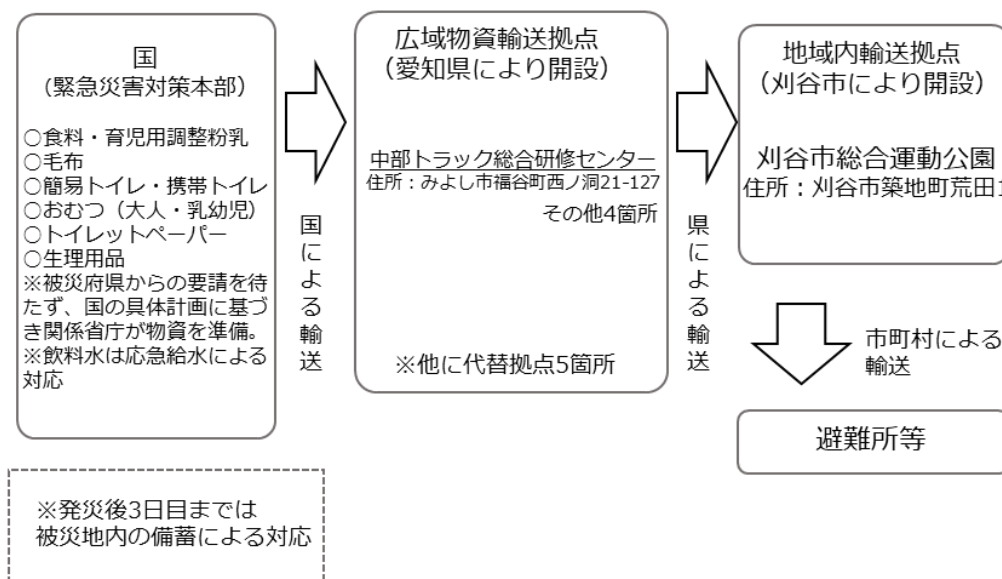 国
(緊急災害対策本部)
○食料・育児用調整粉乳
○毛布
○簡易トイレ・携帯トイレ
○おむつ（大人・乳幼児）
○トイレットペーパー
○生理用品
※被災府県からの要請を待
たず、国の具体計画に基づ
き関係省庁が物資を準備。
※飲料水は応急給水による
対応
国による輸送
広域物資輸送拠点
（愛知県により開設）
中部トラック総合研修センター
住所：みよし市福谷町西ノ洞21-127
その他4箇所
※他に代替拠点5箇所
県による輸送
地域内輸送拠点
（刈谷市により開設）
刈谷市総合運動公園
住所：刈谷市築地町荒田1
市町村による
輸送
避難所等
※発災後3日目までは
被災地内の備蓄による対応